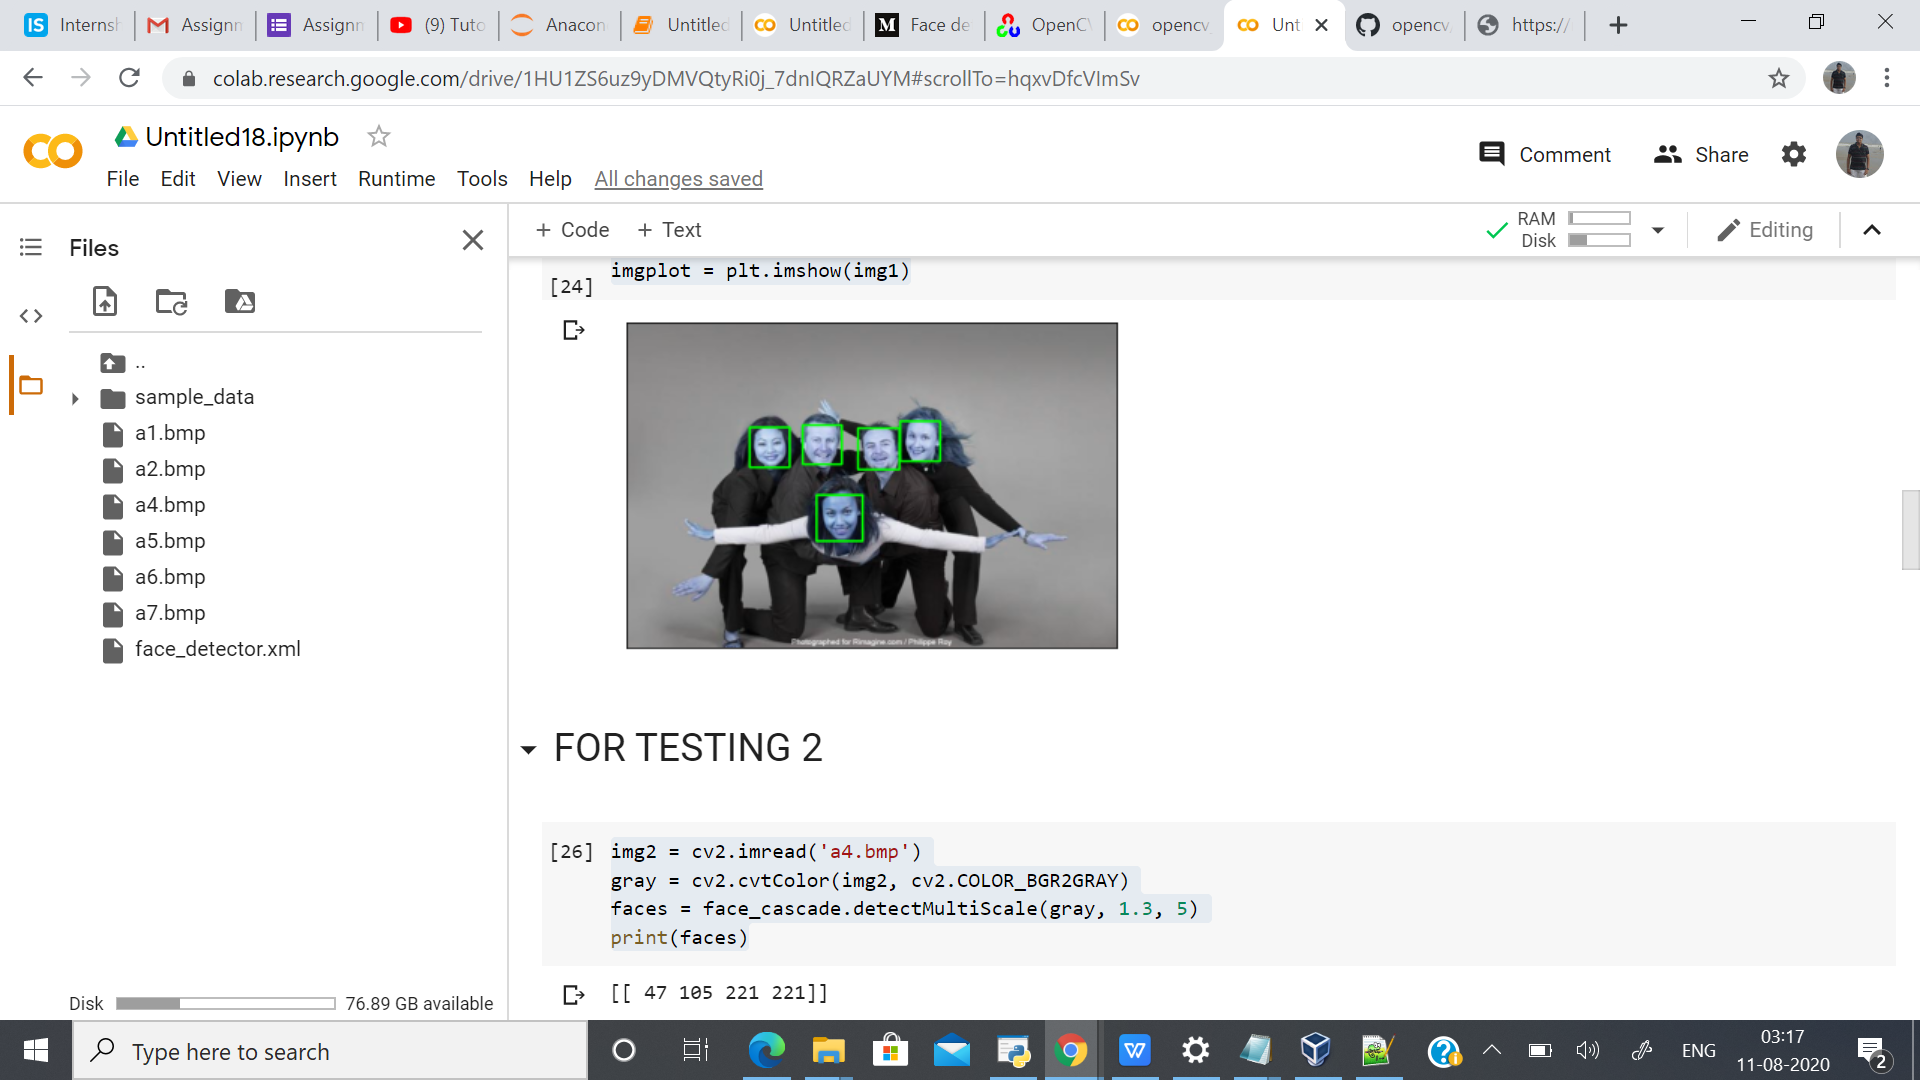 IS Internsh
Assignn
Assignn
(9) Tuto
Anacon
Untitled
Untitled
M Face de
OpenCV
opencv_
Unt
opencv
https://
colab.research.google.com/drive/1HU1ZS6uz9yDMVQtyRi0j_7dnIQRZaUYM#scrollTo=hqxvDfcVImSv
Untitled18.ipynb
File Edit View Insert Runtime Tools Help All changes saved
Comment
Share
Files
+ Code + Text
RAM
Disk
Editing
..
sample_data
a1.bmp
a2.bmp
a4.bmp
a5.bmp
a6.bmp
a7.bmp
face_detector.xml
Disk 76.89 GB available
imgplot = plt.imshow(img1)
[24]
Photographed for Rimagine.com / Philippe Roy
FOR TESTING 2
[26] img2 = cv2.imread('a4.bmp')
gray = cv2.cvtColor(img2, cv2.COLOR_BGR2GRAY)
faces = face_cascade.detectMultiScale(gray, 1.3, 5)
print(faces)
[[ 47 105 221 221]]
Type here to search
W
ENG
03:17
11-08-2020
2